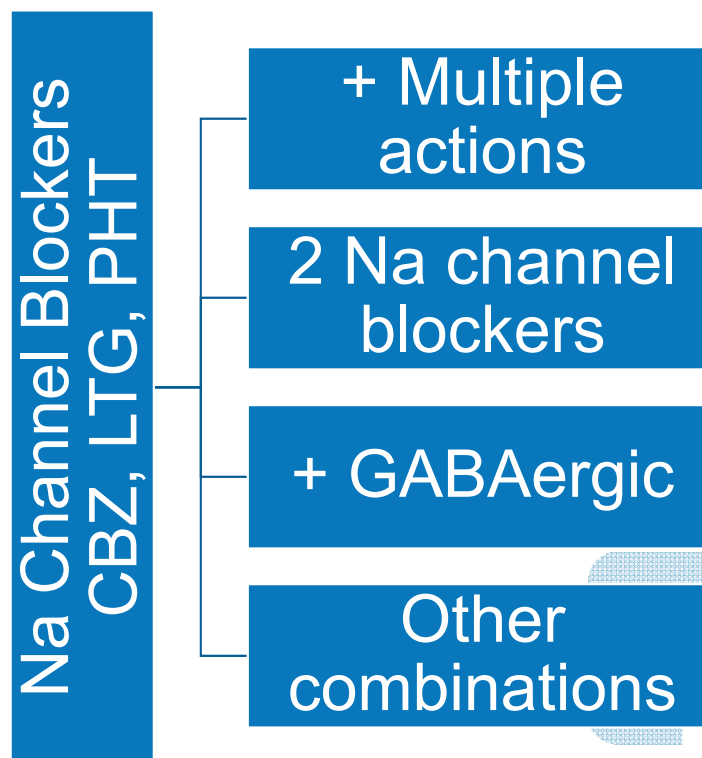 Na Channel Blockers
CBZ, LTG, PHT
+ Multiple
actions
2 Na channel
blockers
+ GABAergic
Other
combinations